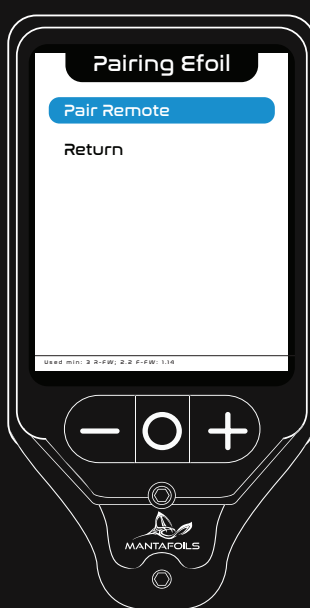 Pairing Efoil
Pair Remote
Return
Used min: 3 R-FW; 2.2 F-FW: 1.14
MANTAFOILS